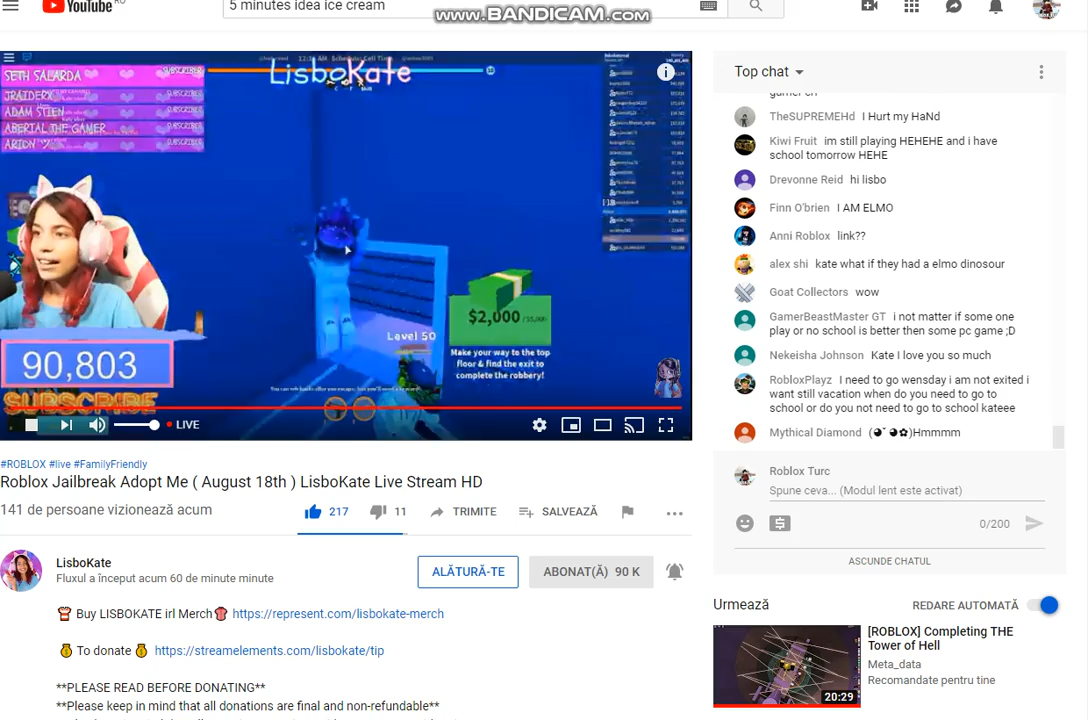 YouTube RO
5 minutes idea ice cream
www.BANDICAM.com
SETH SALARDA SUBSCRIBER
JRAIDERX SUBSCRIBER
ADAM STIEN SUBSCRIBER
ABERTAL THE GAMER SUBSCRIBER
ARION ツ SUBSCRIBER
LisboKate
$2,000
Level 50
Make your way to the top
floor & find the exit to
complete the robbery!
90,803
SUBSCRIBE
LIVE
#ROBLOX #live #FamilyFriendly
Roblox Jailbreak Adopt Me ( August 18th ) LisboKate Live Stream HD
141 de persoane vizionează acum
217
11
TRIMITE
SALVEAZĂ
LisboKate
Fluxul a început acum 60 de minute minute
ALĂTURĂ-TE
ABONAT(Ă) 90 K
Buy LISBOKATE irl Merch https://represent.com/lisbokate-merch
To donate https://streamelements.com/lisbokate/tip
**PLEASE READ BEFORE DONATING**
**Please keep in mind that all donations are final and non-refundable**
Top chat
TheSUPREMEHd I Hurt my HaNd
Kiwi Fruit im still playing HEHEHE and i have
school tomorrow HEHE
Drevonne Reid hi lisbo
Finn O'brien I AM ELMO
Anni Roblox link??
alex shi kate what if they had a elmo dinosour
Goat Collectors wow
GamerBeastMaster GT i not matter if some one
play or no school is better then some pc game ;D
Nekeisha Johnson Kate I love you so much
RobloxPlayz I need to go wensday i am not exited i
want still vacation when do you need to go to
school or do you not need to go to school kateee
Mythical Diamond (◕ˇ◕✿)Hmmmm
Roblox Turc
Spune ceva... (Modul lent este activat)
0/200
ASCUNDE CHATUL
Urmează
REDARE AUTOMATĂ
[ROBLOX] Completing THE
Tower of Hell
Meta_data
Recomandate pentru tine
20:29